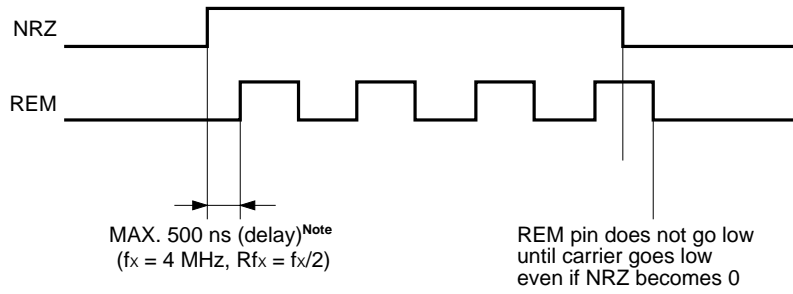 NRZ
REM
MAX. 500 ns (delay)Note
(fX = 4 MHz, RfX = fX/2)
REM pin does not go low
until carrier goes low
even if NRZ becomes 0